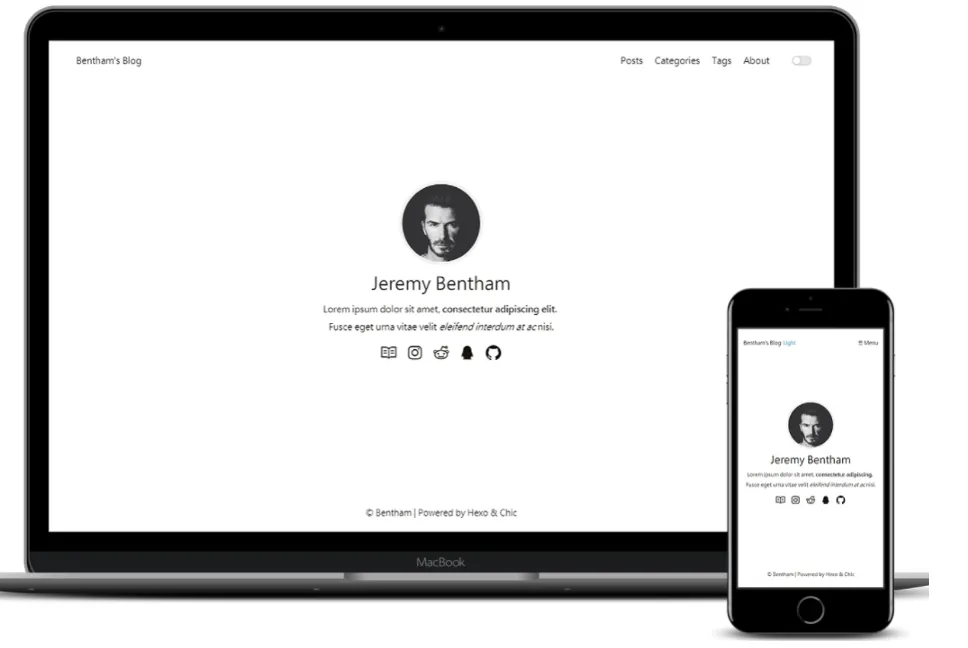 Bentham's Blog
Posts Categories Tags About
Jeremy Bentham
Lorem ipsum dolor sit amet, consectetur adipiscing elit.
Fusce eget urna vitae velit eleifend interdum at ac nisi.
© Bentham | Powered by Hexo & Chic
MacBook
Bentham's Blog Light
Menu
Jeremy Bentham
Lorem ipsum dolor sit amet, consectetur adipiscing.
Fusce eget urna vitae velit eleifend interdum at ac nisi.
© Bentham | Powered by Hexo & Chic